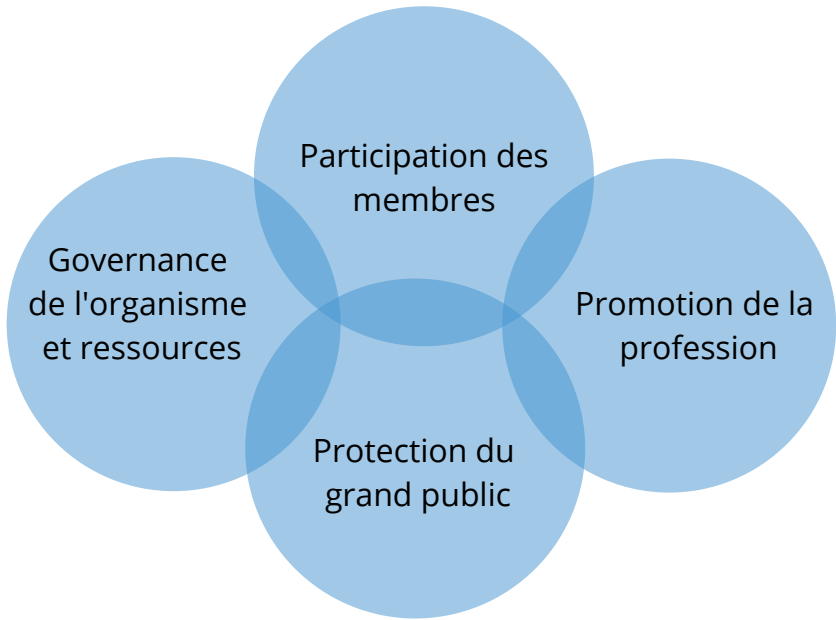 Participation des
membres
Governance
de l'organisme
et ressources
Promotion de la
profession
Protection du
grand public